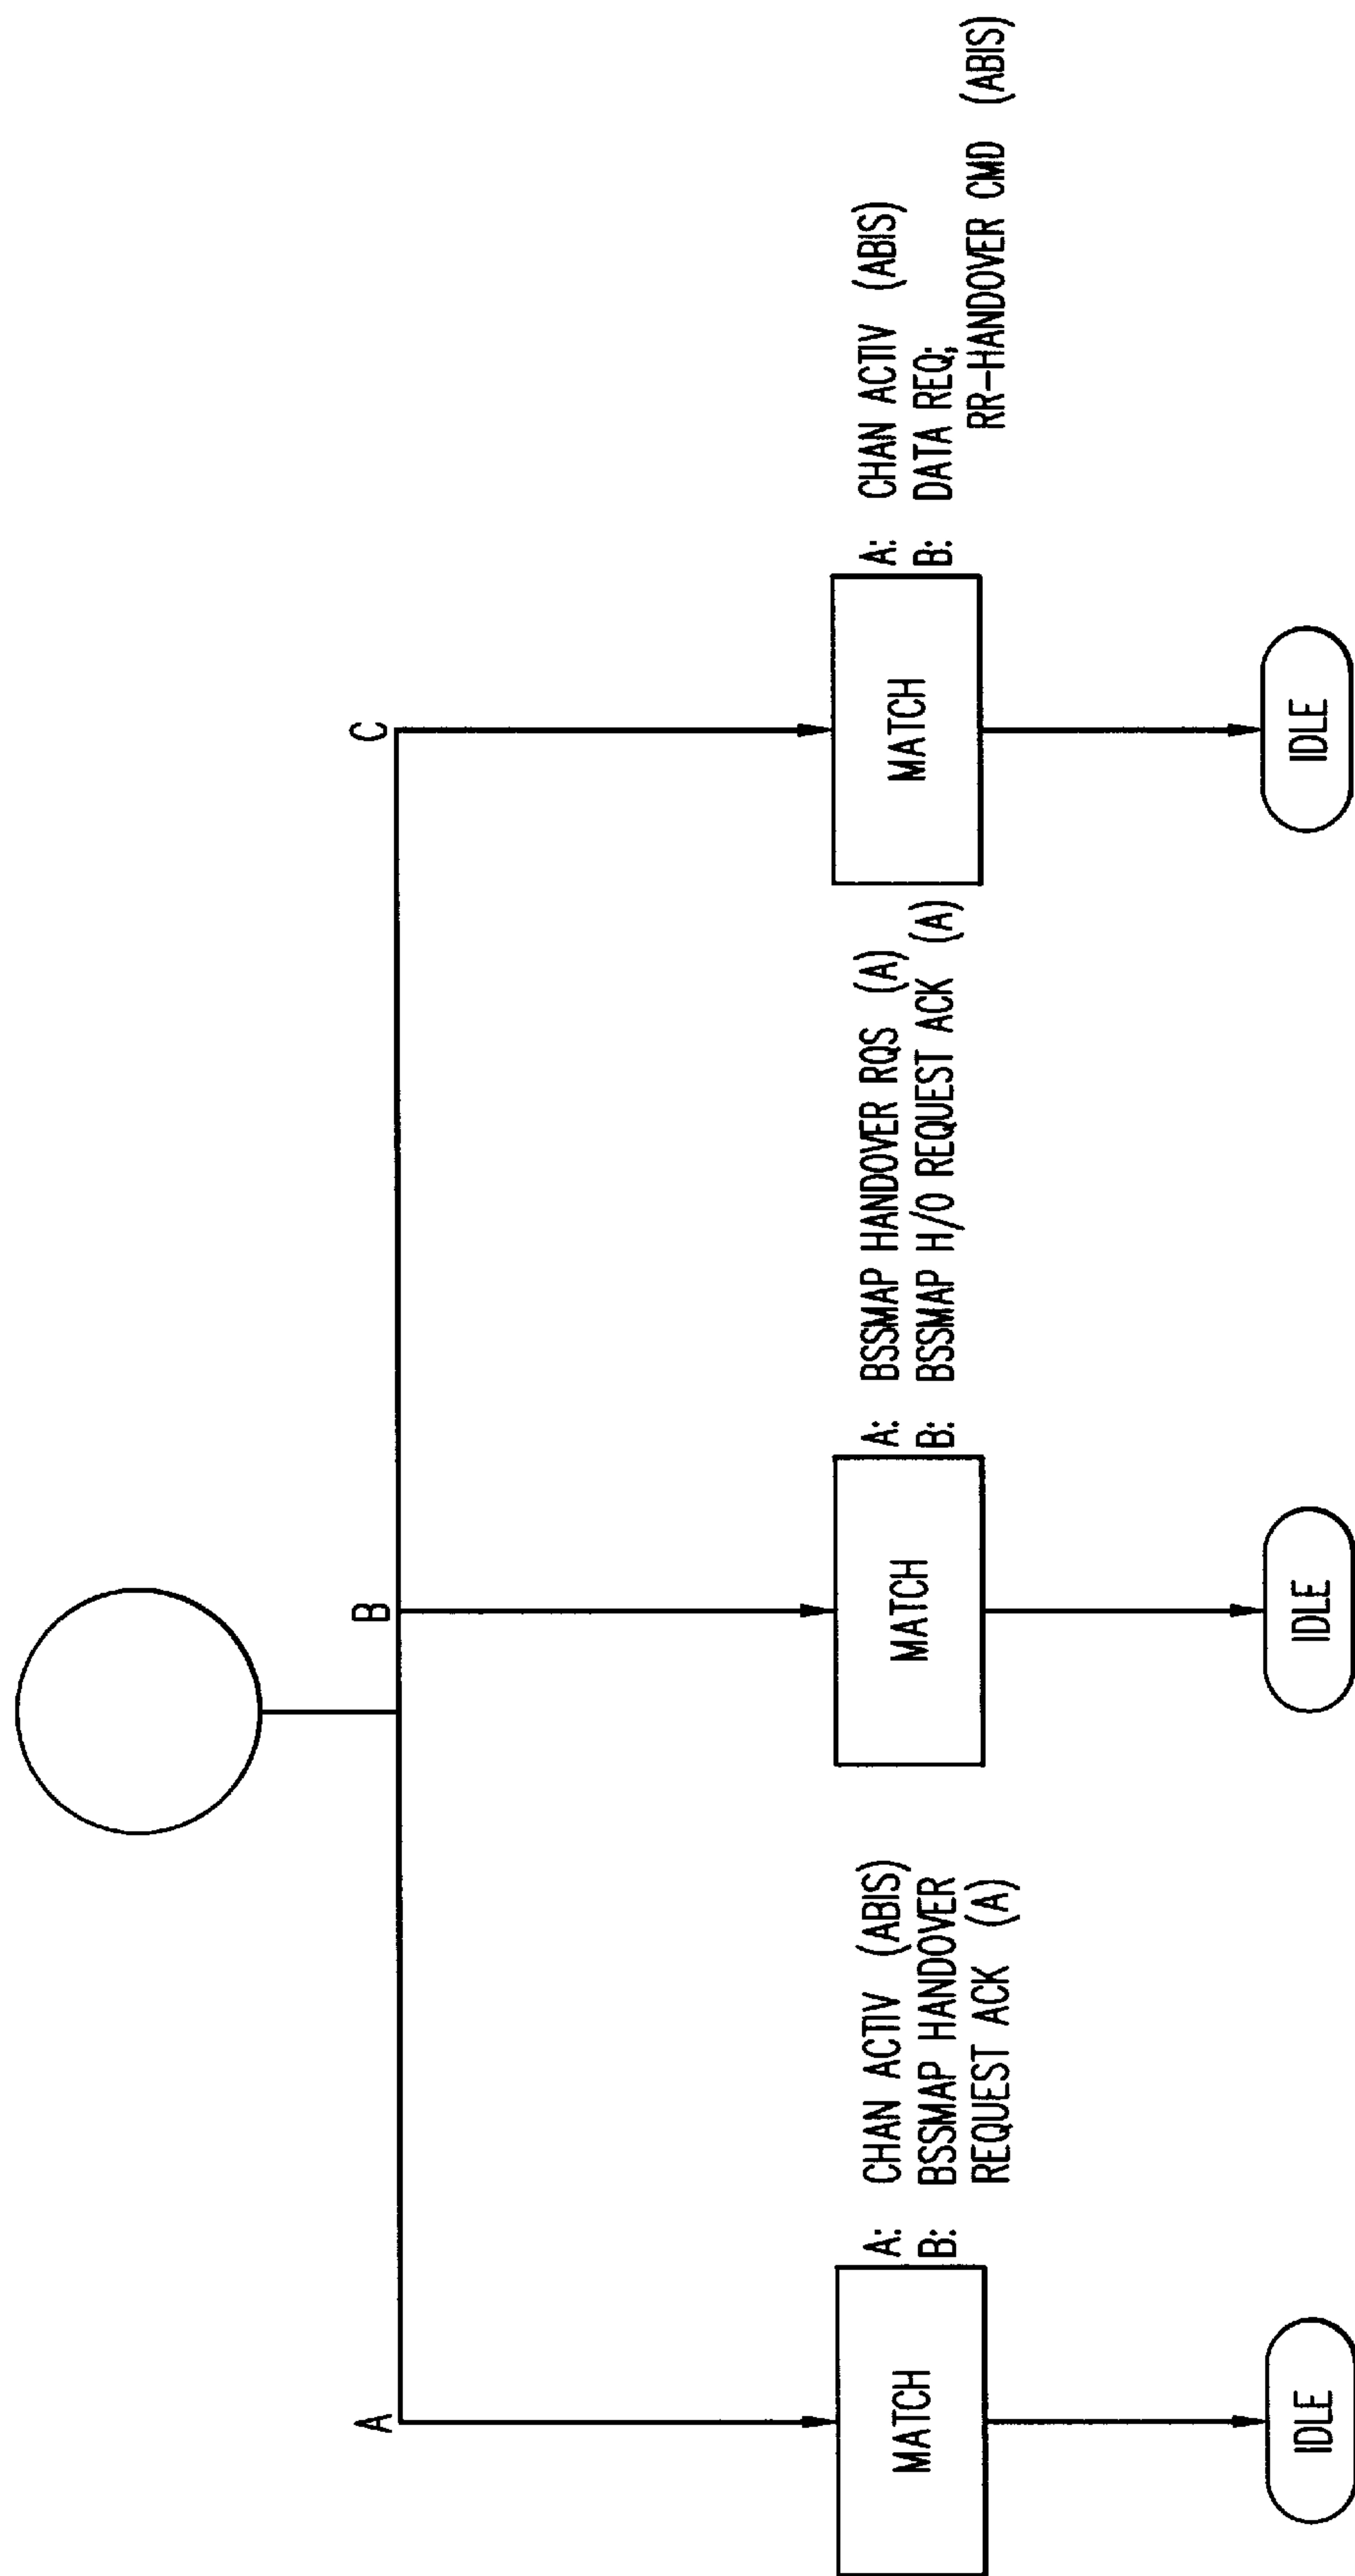 A
B
C
MATCH
A: CHAN ACTIV (ABIS)
B: BSSMAP HANDOVER
REQUEST ACK (A)
MATCH
A: BSSMAP HANDOVER RQS (A)
B: BSSMAP H/O REQUEST ACK (A)
MATCH
A: CHAN ACTIV (ABIS)
B: DATA REQ;
RR-HANDOVER CMD (ABIS)
IDLE
IDLE
IDLE